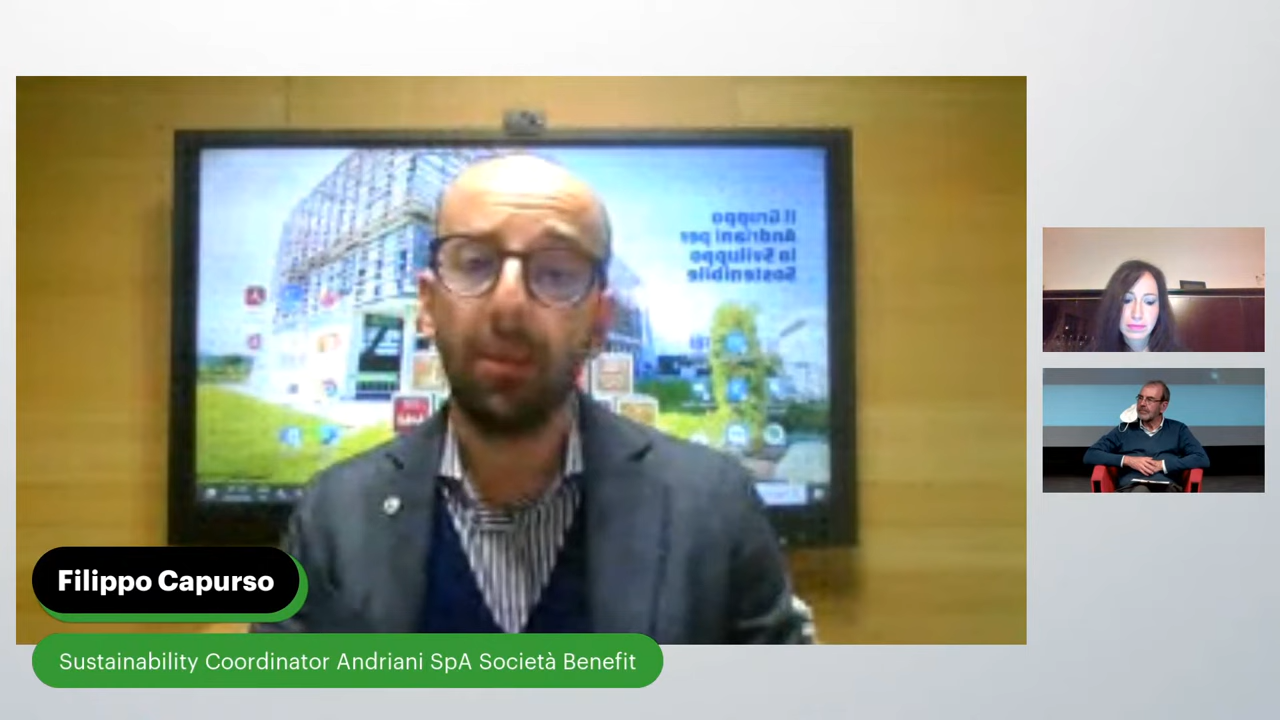 Il Gruppo
Andriani per
lo Sviluppo
Sostenibile
Filippo Capurso
Sustainability Coordinator Andriani SpA Società Benefit